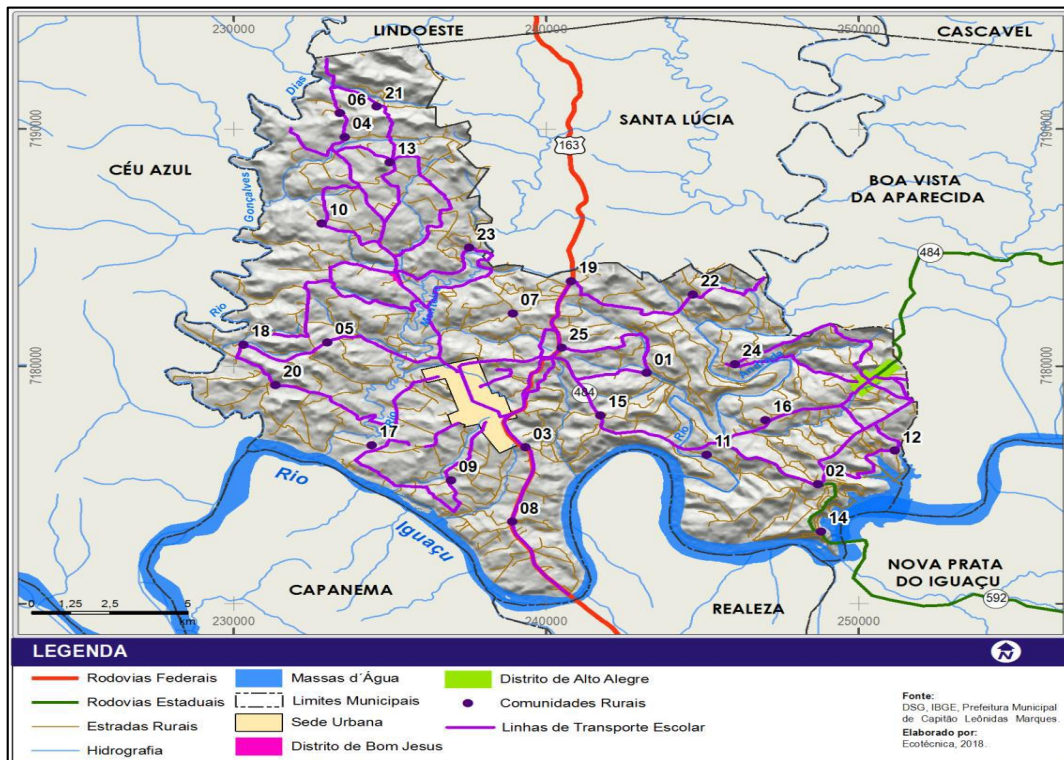 230000
240000
250000
LINDOESTE
CASCAVEL
Dias
06
21
04
7190000
SANTA LÚCIA
163
7190000
13
CÉU AZUL
BOA VISTA
DA APARECIDA
Gonçalves
10
23
484
19
22
Rio
07
18
05
25
24
01
7180000
Andrada
7180000
20
484
15
16
Rio
17
03
Rio
11
12
09
02
Rio
Iguaçu
08
14
NOVA PRATA
DO IGUAÇU
CAPANEMA
REALEZA
592
0 1,25 2,5 5
km
230000
240000
250000
LEGENDA
N
Rodovias Federais
Rodovias Estaduais
Estradas Rurais
Hidrografia
Massas d´Água
Limites Municipais
Sede Urbana
Distrito de Bom Jesus
Distrito de Alto Alegre
Comunidades Rurais
Linhas de Transporte Escolar
Fonte:
DSG, IBGE, Prefeitura Municipal
de Capitão Leônidas Marques.
Elaborado por:
Ecotécnica, 2018.